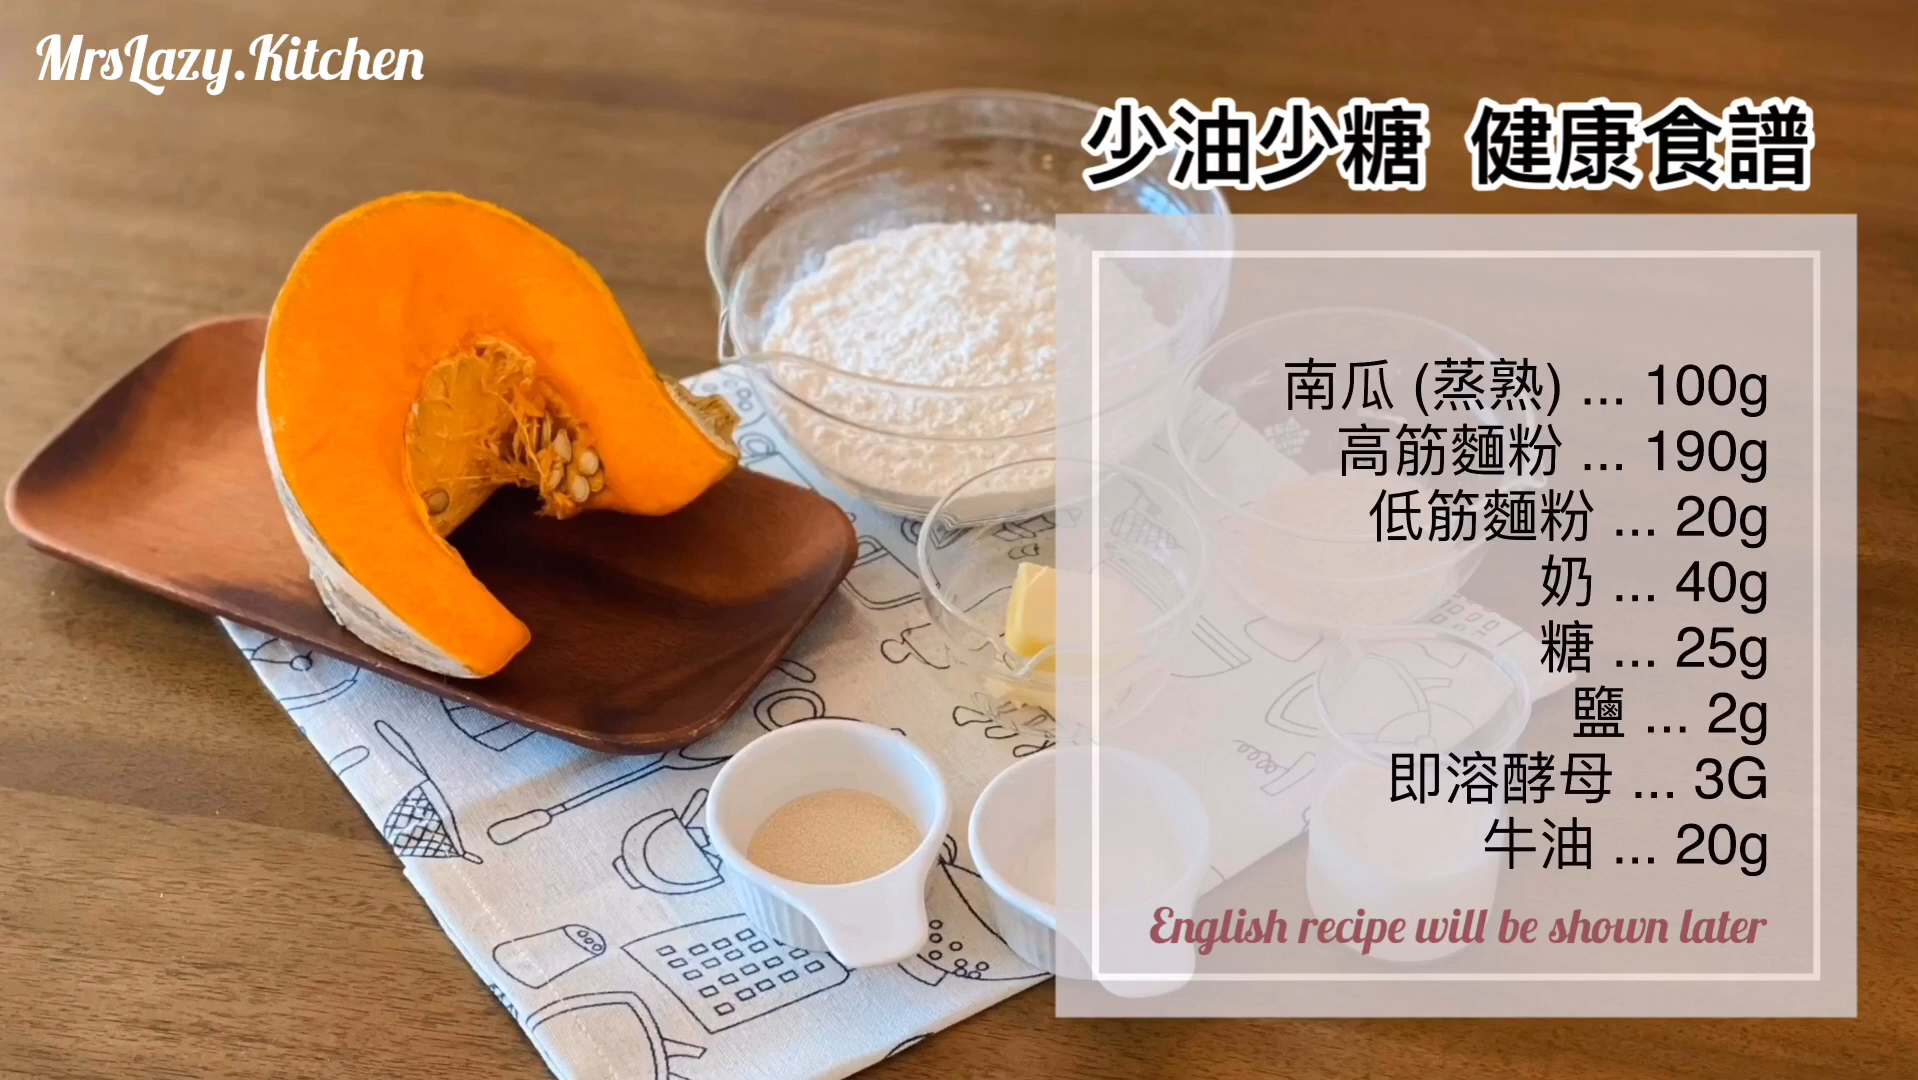 MrsLazy.Kitchen
少油少糖 健康食譜
南瓜 (蒸熟) ... 100g
高筋麵粉 ... 190g
低筋麵粉 ... 20g
奶 ... 40g
糖 ... 25g
鹽 ... 2g
即溶酵母 ... 3G
牛油 ... 20g
English recipe will be shown later